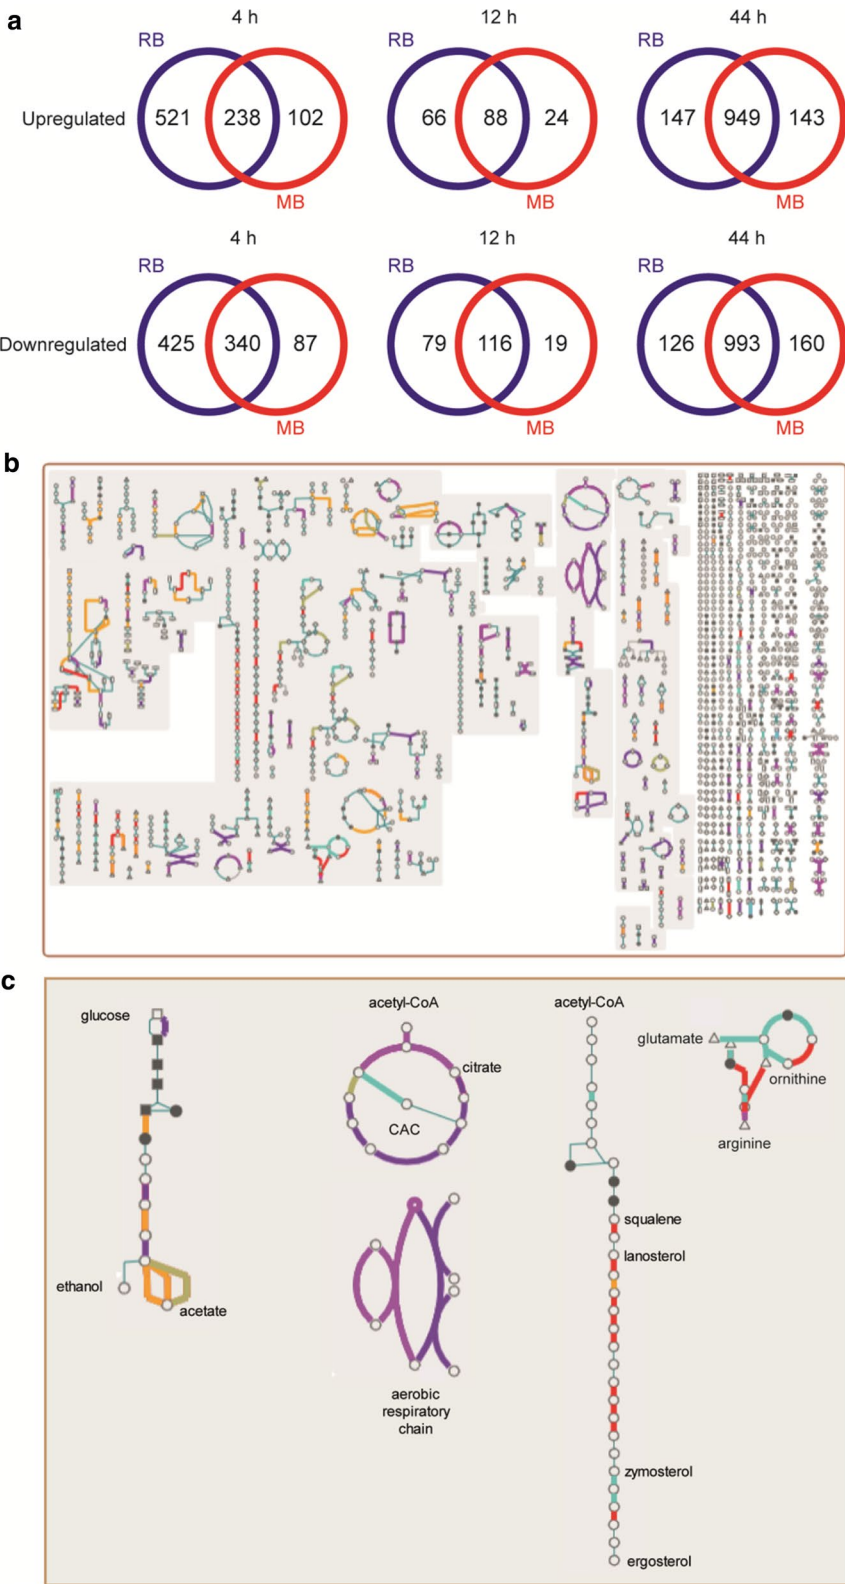 a
4 h
12 h
44 h
RB
RB
RB
Upregulated
521
238
102
66
88
24
147
949
143
MB
MB
MB
4 h
12 h
44 h
RB
RB
RB
Downregulated
425
340
87
79
116
19
126
993
160
MB
MB
MB
b
c
glucose
ethanol
acetate
acetyl-CoA
citrate
CAC
aerobic
respiratory
chain
acetyl-CoA
squalene
lanosterol
zymosterol
ergosterol
glutamate
ornithine
arginine